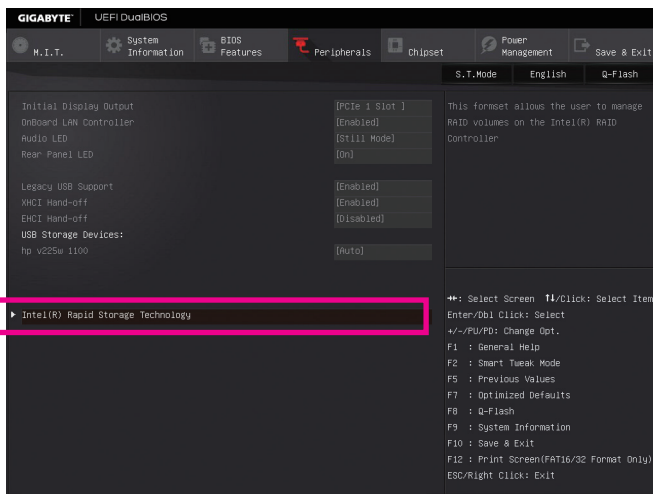 GIGABYTE™ UEFI DualBIOS
M.I.T. System Information BIOS Features Peripherals Chipset Power Management Save & Exit
S.T.Mode English Q-Flash
Initial Display Output [PCIe 1 Slot ]
OnBoard LAN Controller [Enabled]
Audio LED [Still Mode]
Rear Panel LED [On]
Legacy USB Support [Enabled]
XHCI Hand-off [Enabled]
EHCI Hand-off [Disabled]
USB Storage Devices:
hp v225w 1100 [Auto]
Intel(R) Rapid Storage Technology
This formset allows the user to manage
RAID volumes on the Intel(R) RAID
Controller
→←: Select Screen ↑↓/Click: Select Item
Enter/Dbl Click: Select
+/-/PU/PD: Change Opt.
F1 : General Help
F2 : Smart Tweak Mode
F5 : Previous Values
F7 : Optimized Defaults
F8 : Q-Flash
F9 : System Information
F10 : Save & Exit
F12 : Print Screen(FAT16/32 Format Only)
ESC/Right Click: Exit